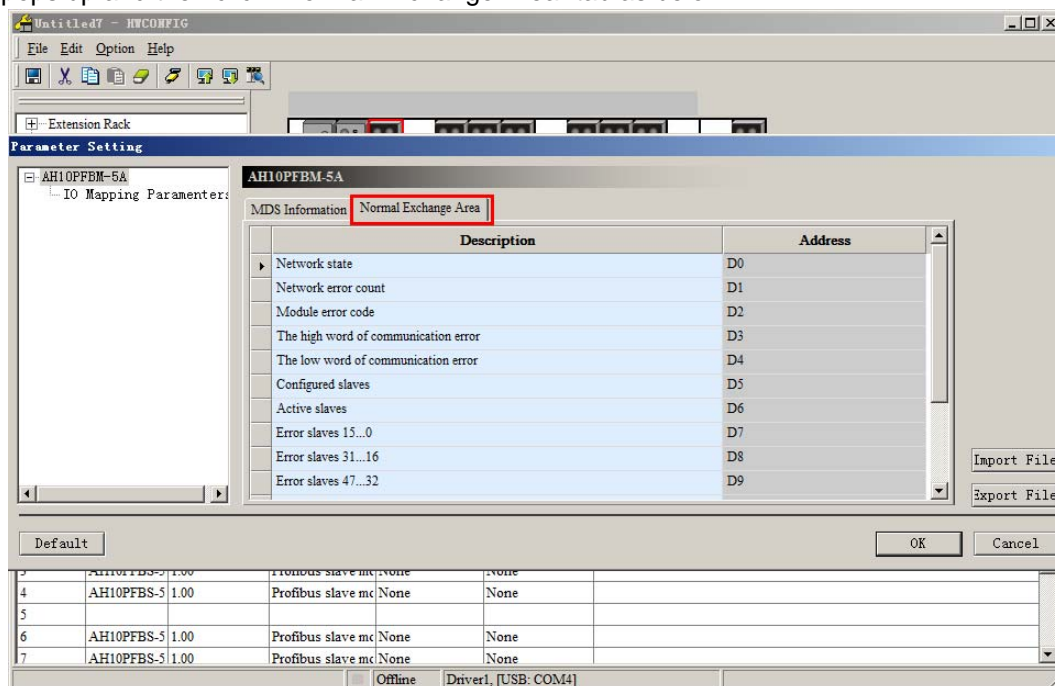 Untitled7 - HWCONFIG
File Edit Option Help
Extension Rack
Parameter Setting
AH10PFBM-5A
IO Mapping Paramenters
AH10PFBM-5A
MDS Information Normal Exchange Area
Description Address
Network state D0
Network error count D1
Module error code D2
The high word of communication error D3
The low word of communication error D4
Configured slaves D5
Active slaves D6
Error slaves 15...0 D7
Error slaves 31...16 D8
Error slaves 47...32 D9
Import File
Export File
Default OK Cancel
4 AH10PFBS-5 1.00 Profibus slave mc None None
5
6 AH10PFBS-5 1.00 Profibus slave mc None None
7 AH10PFBS-5 1.00 Profibus slave mc None None
Offline Driver1, [USB: COM4]